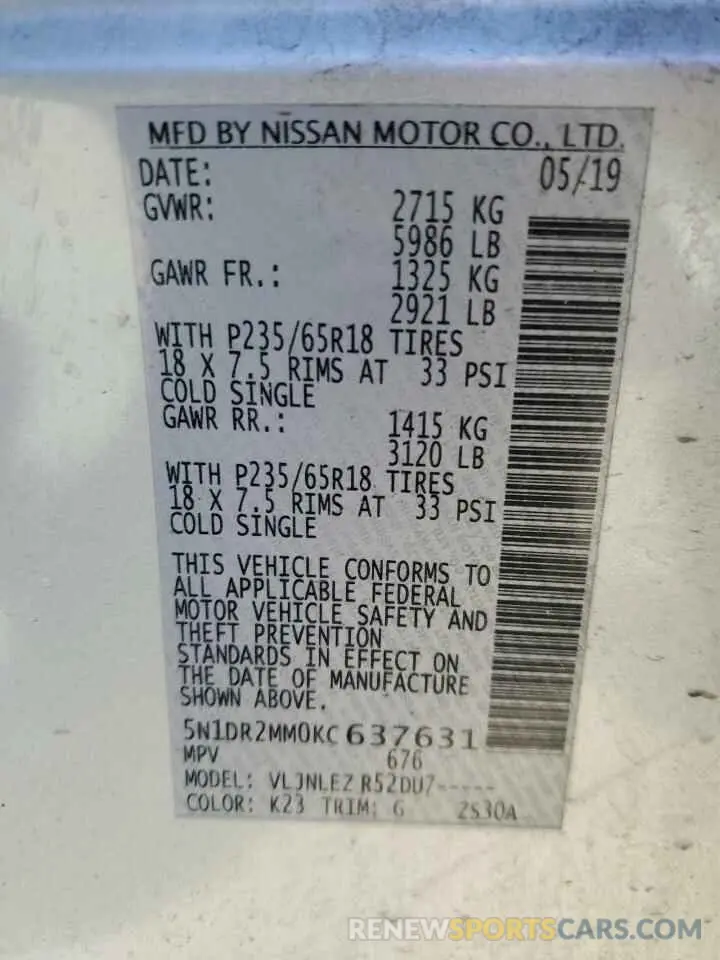 MFD BY NISSAN MOTOR CO., LTD.
DATE: 05/19
GVWR: 2715 KG
5986 LB
GAWR FR.: 1325 KG
2921 LB
WITH P235/65R18 TIRES
18 X 7.5 RIMS AT 33 PSI
COLD SINGLE
GAWR RR.: 1415 KG
3120 LB
WITH P235/65R18 TIRES
18 X 7.5 RIMS AT 33 PSI
COLD SINGLE
THIS VEHICLE CONFORMS TO
ALL APPLICABLE FEDERAL
MOTOR VEHICLE SAFETY AND
THEFT PREVENTION
STANDARDS IN EFFECT ON
THE DATE OF MANUFACTURE
SHOWN ABOVE.
5N1DR2MM0KC637631
MPV 676
MODEL: VLJNLEZ R52DU7-----
COLOR: K23 TRIM: G 2S30A
RENEWSPORTSCARS.COM